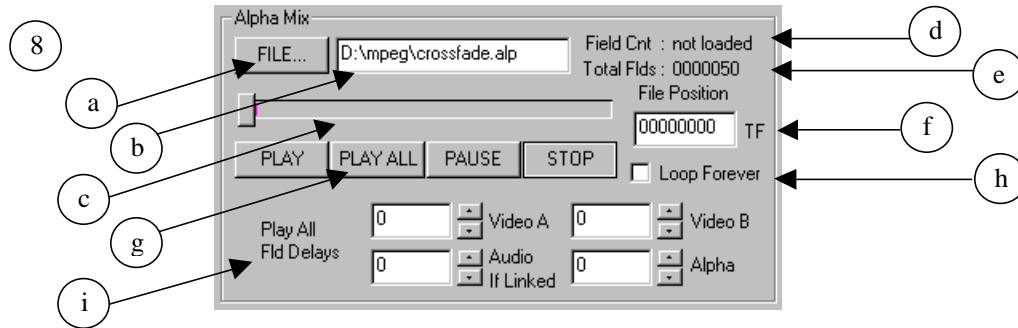 Alpha Mix
8
FILE...
D:\mpeg\crossfade.alp
Field Cnt : not loaded
d
Total Flds : 0000050
e
a
File Position
b
00000000 TF
f
PLAY PLAY ALL PAUSE STOP
c
Loop Forever
h
g
Play All
Fld Delays
0 Video A
0 Video B
0 Audio
If Linked
0 Alpha
i